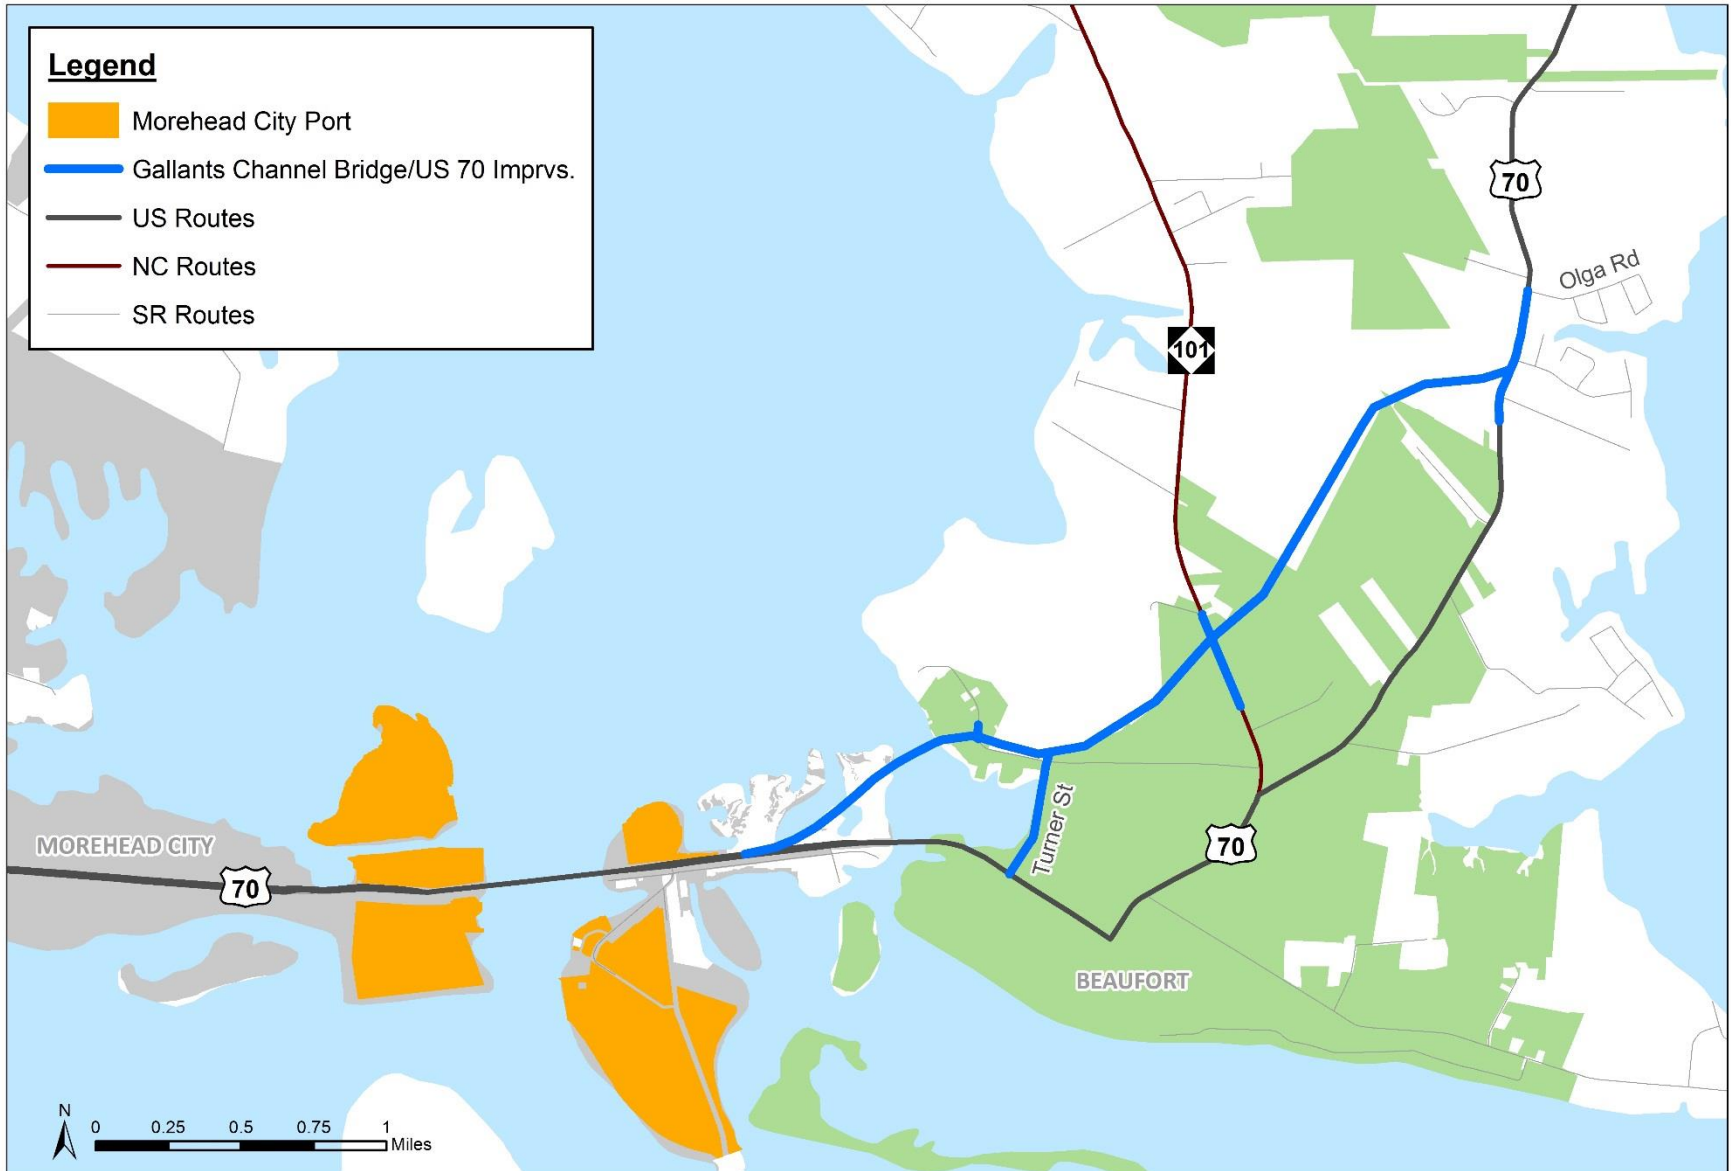 Legend
Morehead City Port
Gallants Channel Bridge/US 70 Imprvs.
US Routes
NC Routes
SR Routes
70
Olga Rd
101
Turner St
MOREHEAD CITY
70
70
BEAUFORT
N
0 0.25 0.5 0.75 1
Miles